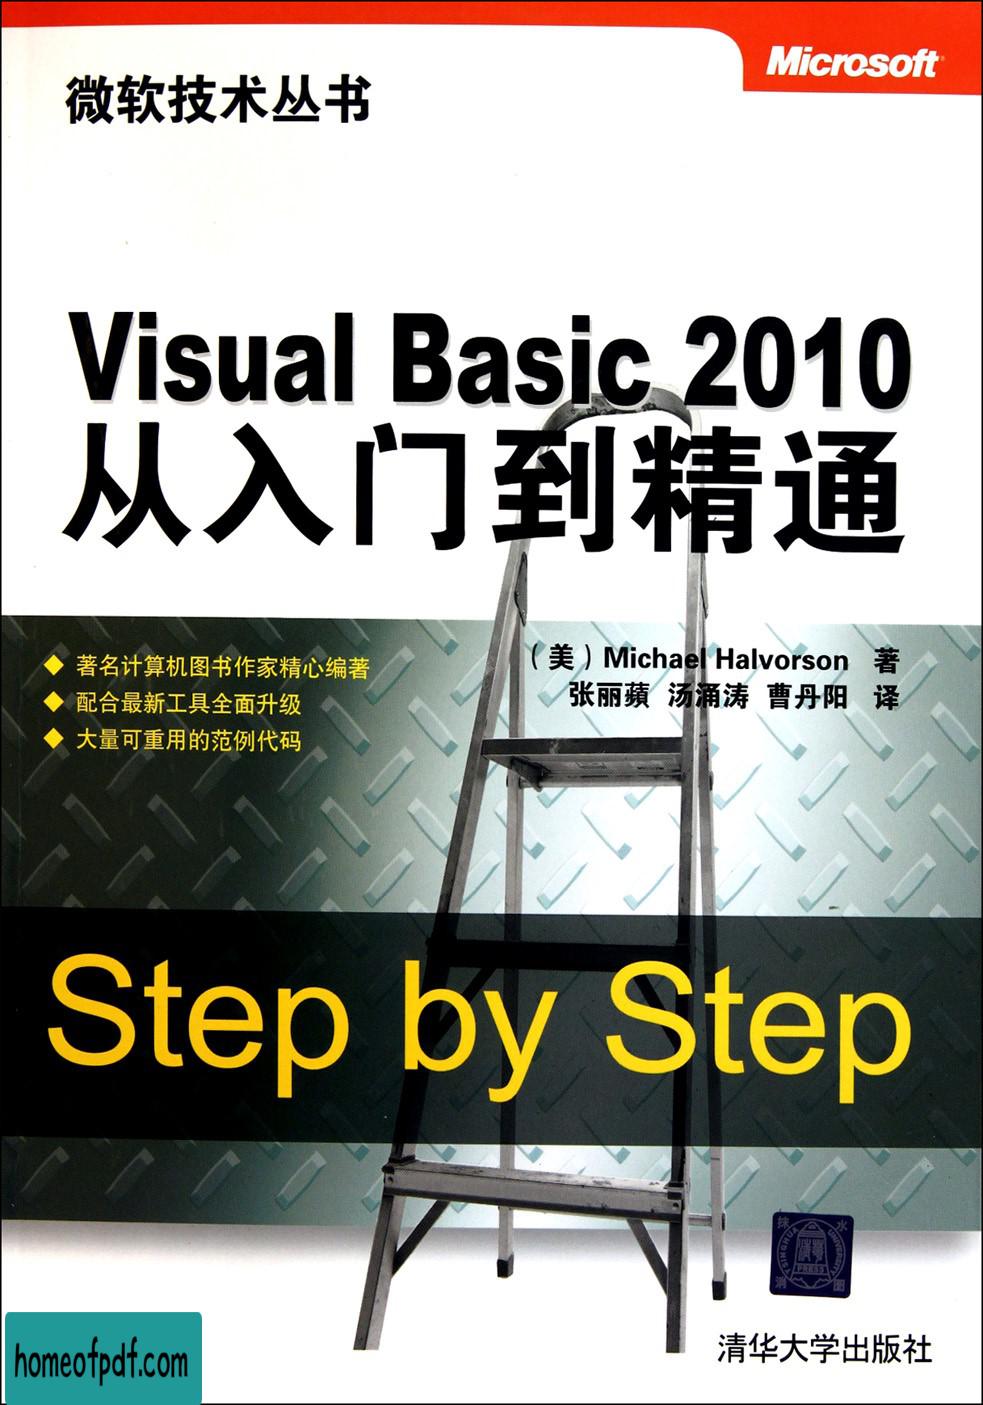 Microsoft
微软技术丛书
Visual Basic 2010
从入门到精通
◆ 著名计算机图书作家精心编著
◆ 配合最新工具全面升级
◆ 大量可重用的范例代码
（美）Michael Halvorson 著
张丽蘋 汤涌涛 曹丹阳 译
Step by Step
TSINGHUA UNIVERSITY
PRESS
清华大学出版社
homeofpdf.com